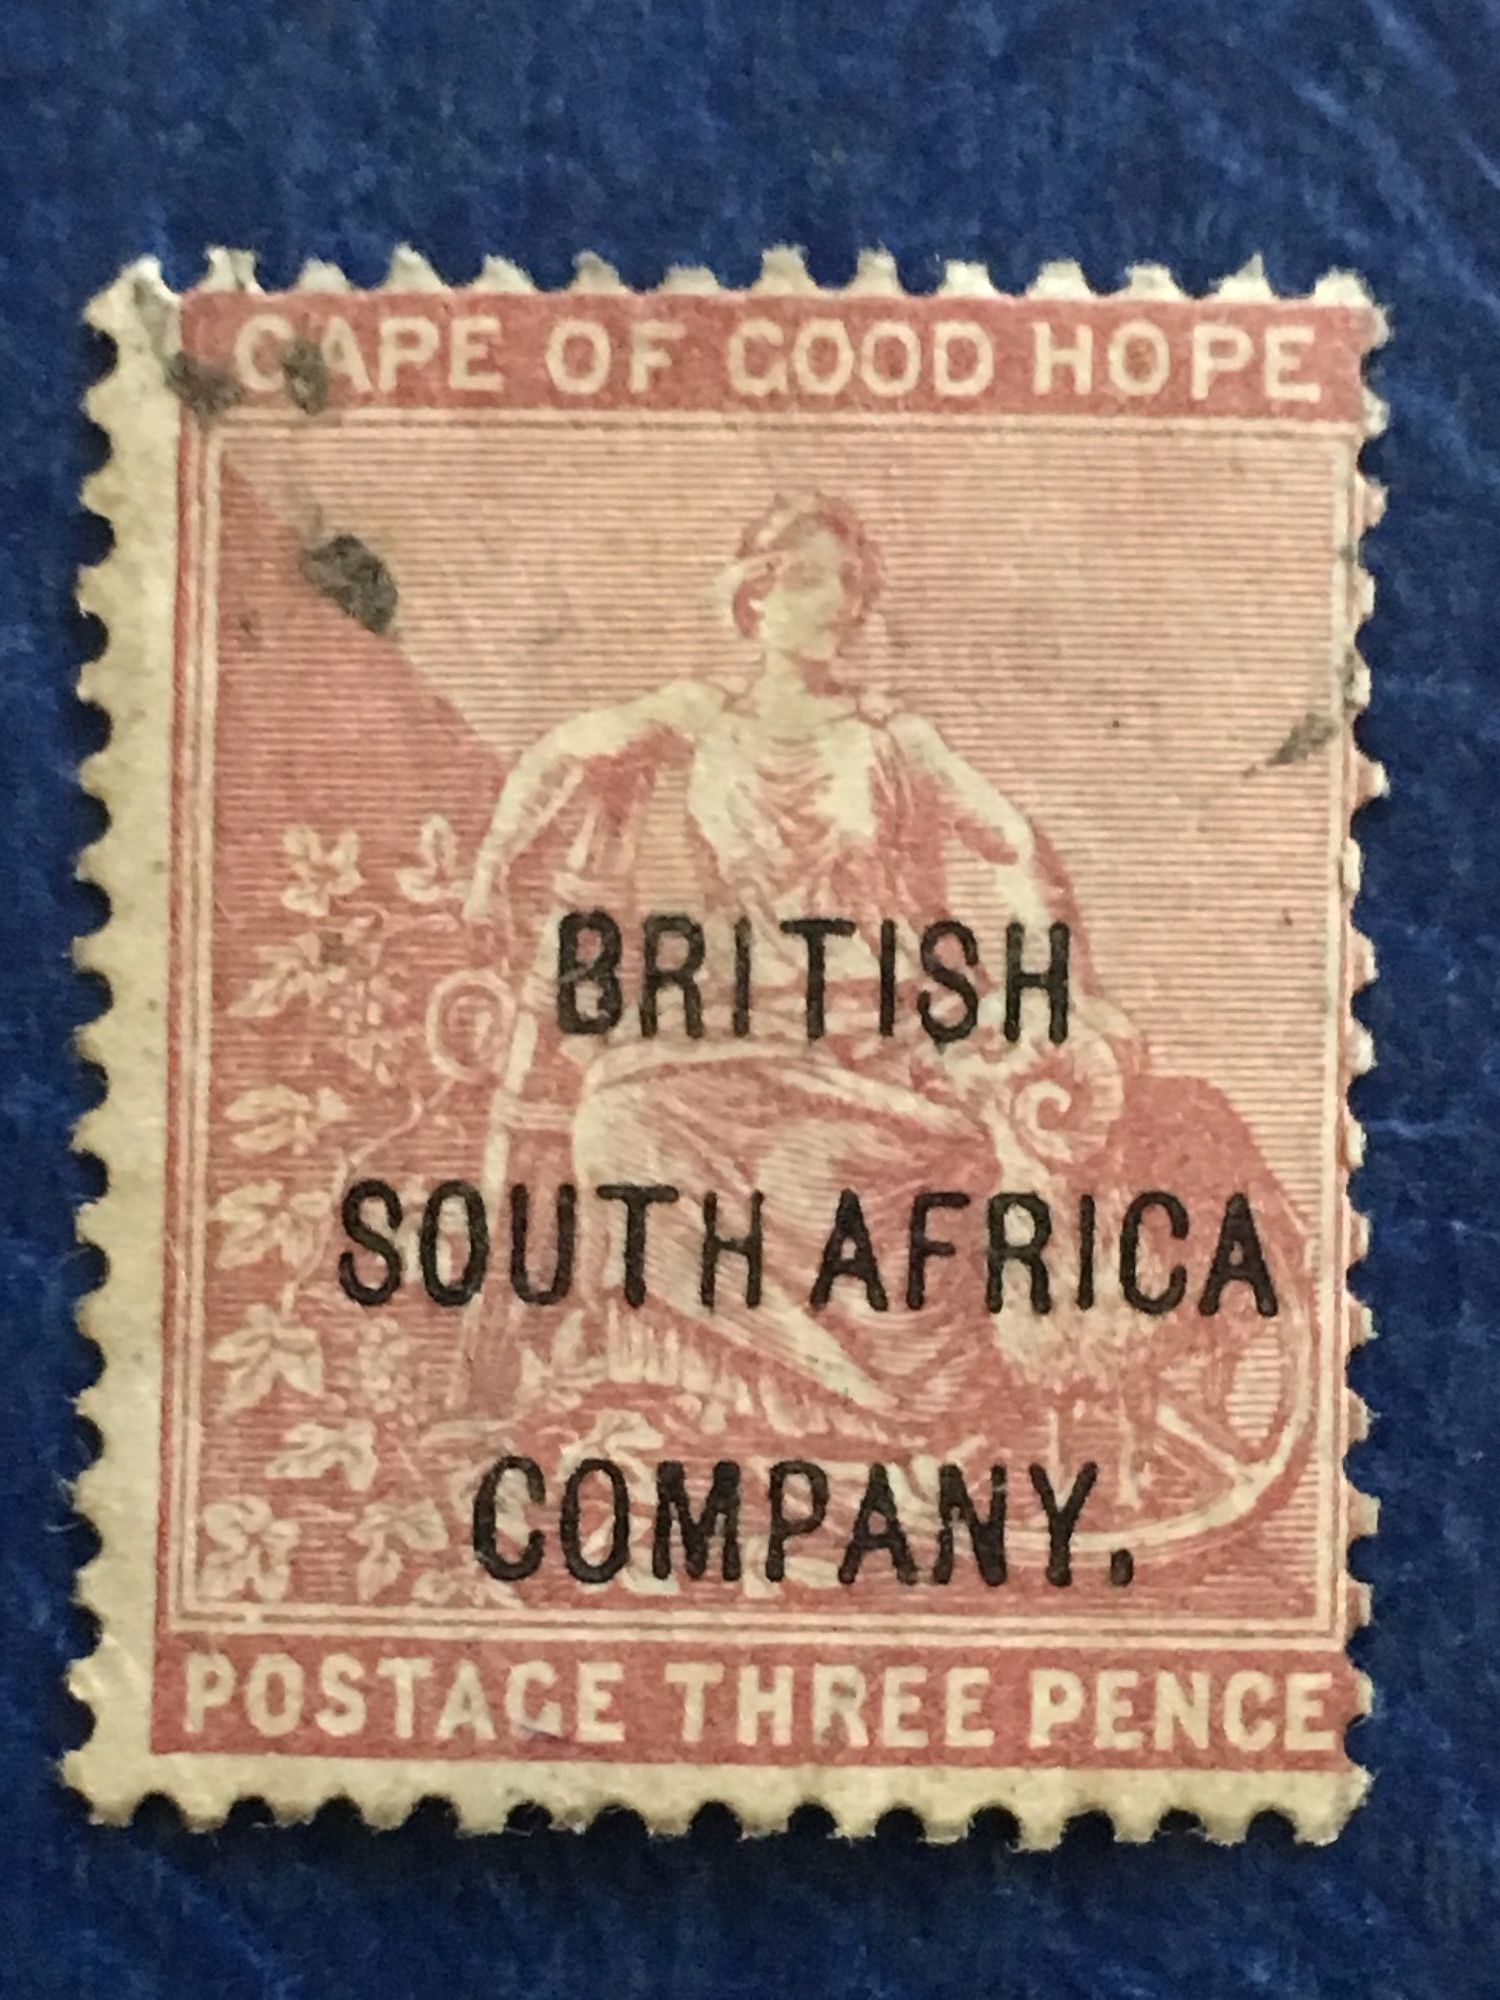 CAPE OF GOOD HOPE
BRITISH
SOUTH AFRICA
COMPANY.
POSTAGE THREE PENCE